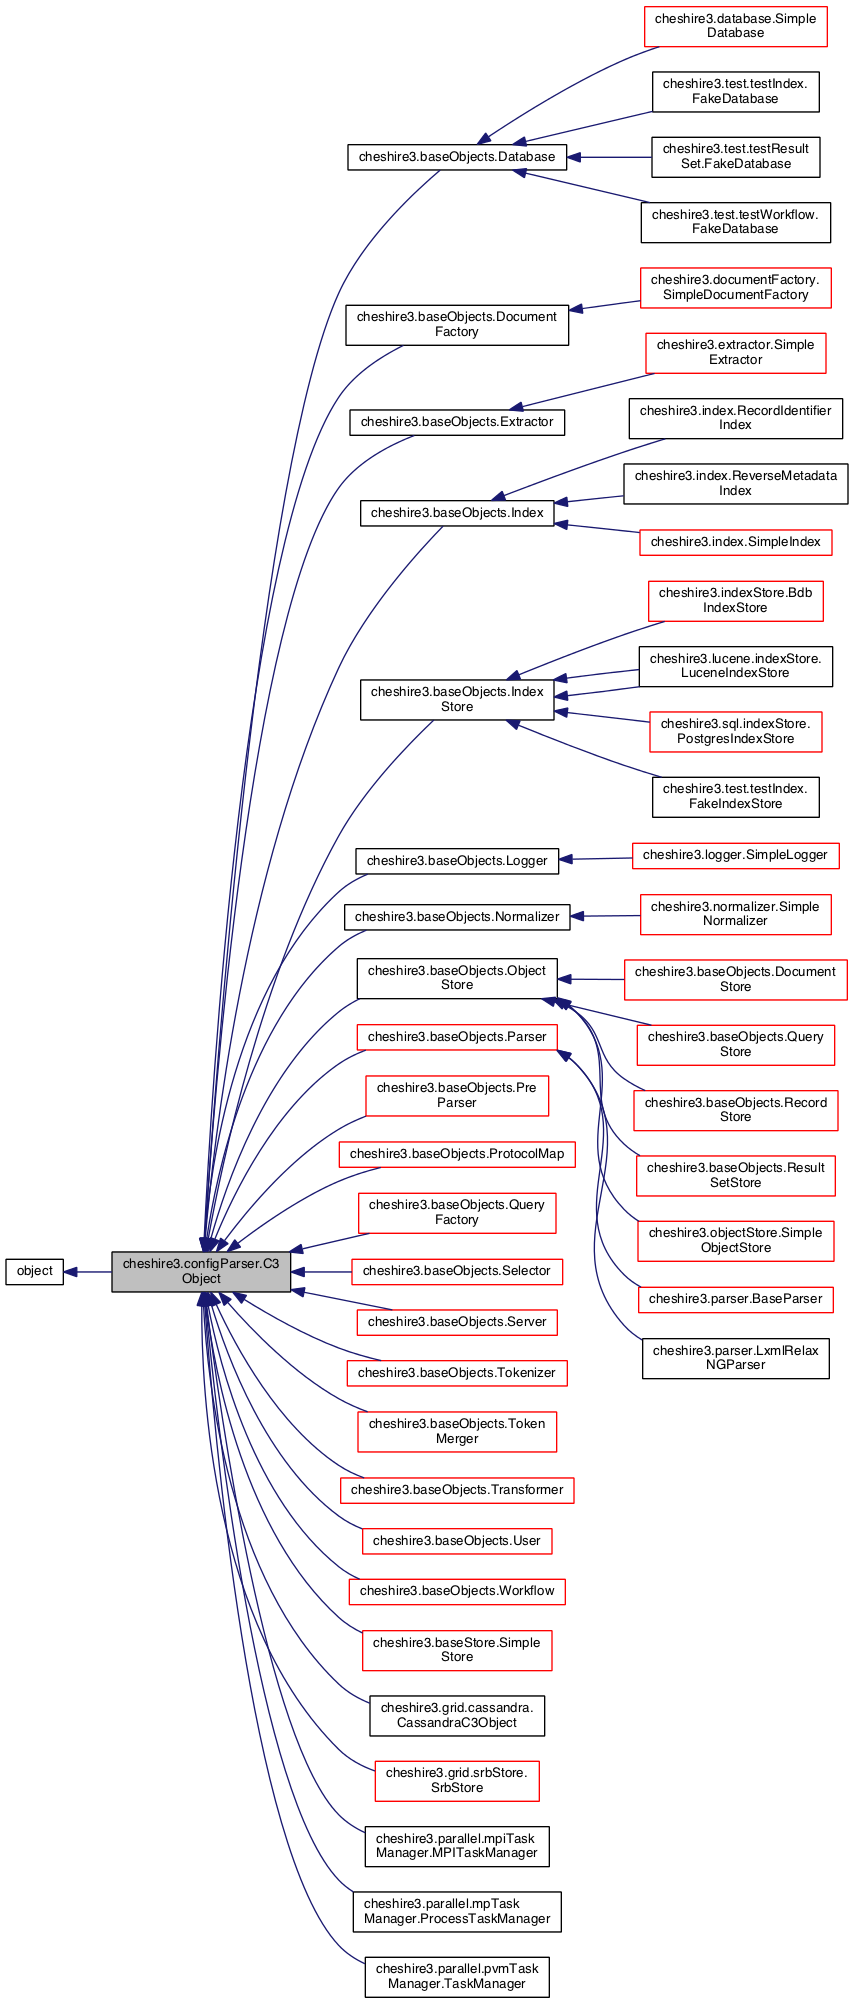 cheshire3.database.Simple
Database
cheshire3.test.testIndex.
FakeDatabase
cheshire3.baseObjects.Database
cheshire3.test.testResult
Set.FakeDatabase
cheshire3.test.testWorkflow.
FakeDatabase
cheshire3.documentFactory.
SimpleDocumentFactory
cheshire3.baseObjects.Document
Factory
cheshire3.extractor.Simple
Extractor
cheshire3.baseObjects.Extractor
cheshire3.index.RecordIdentifier
Index
cheshire3.index.ReverseMetadata
Index
cheshire3.baseObjects.Index
cheshire3.index.SimpleIndex
cheshire3.indexStore.Bdb
IndexStore
cheshire3.lucene.indexStore.
LuceneIndexStore
cheshire3.baseObjects.Index
Store
cheshire3.sql.indexStore.
PostgresIndexStore
cheshire3.test.testIndex.
FakeIndexStore
cheshire3.baseObjects.Logger
cheshire3.logger.SimpleLogger
cheshire3.baseObjects.Normalizer
cheshire3.normalizer.Simple
Normalizer
cheshire3.baseObjects.Object
Store
cheshire3.baseObjects.Document
Store
cheshire3.baseObjects.Parser
cheshire3.baseObjects.Query
Store
cheshire3.baseObjects.Pre
Parser
cheshire3.baseObjects.Record
Store
cheshire3.baseObjects.ProtocolMap
cheshire3.baseObjects.Result
SetStore
cheshire3.baseObjects.Query
Factory
cheshire3.objectStore.Simple
ObjectStore
object
cheshire3.configParser.C3
Object
cheshire3.baseObjects.Selector
cheshire3.parser.BaseParser
cheshire3.baseObjects.Server
cheshire3.parser.LxmlRelax
NGParser
cheshire3.baseObjects.Tokenizer
cheshire3.baseObjects.Token
Merger
cheshire3.baseObjects.Transformer
cheshire3.baseObjects.User
cheshire3.baseObjects.Workflow
cheshire3.baseStore.Simple
Store
cheshire3.grid.cassandra.
CassandraC3Object
cheshire3.grid.srbStore.
SrbStore
cheshire3.parallel.mpiTask
Manager.MPITaskManager
cheshire3.parallel.mpTask
Manager.ProcessTaskManager
cheshire3.parallel.pvmTask
Manager.TaskManager